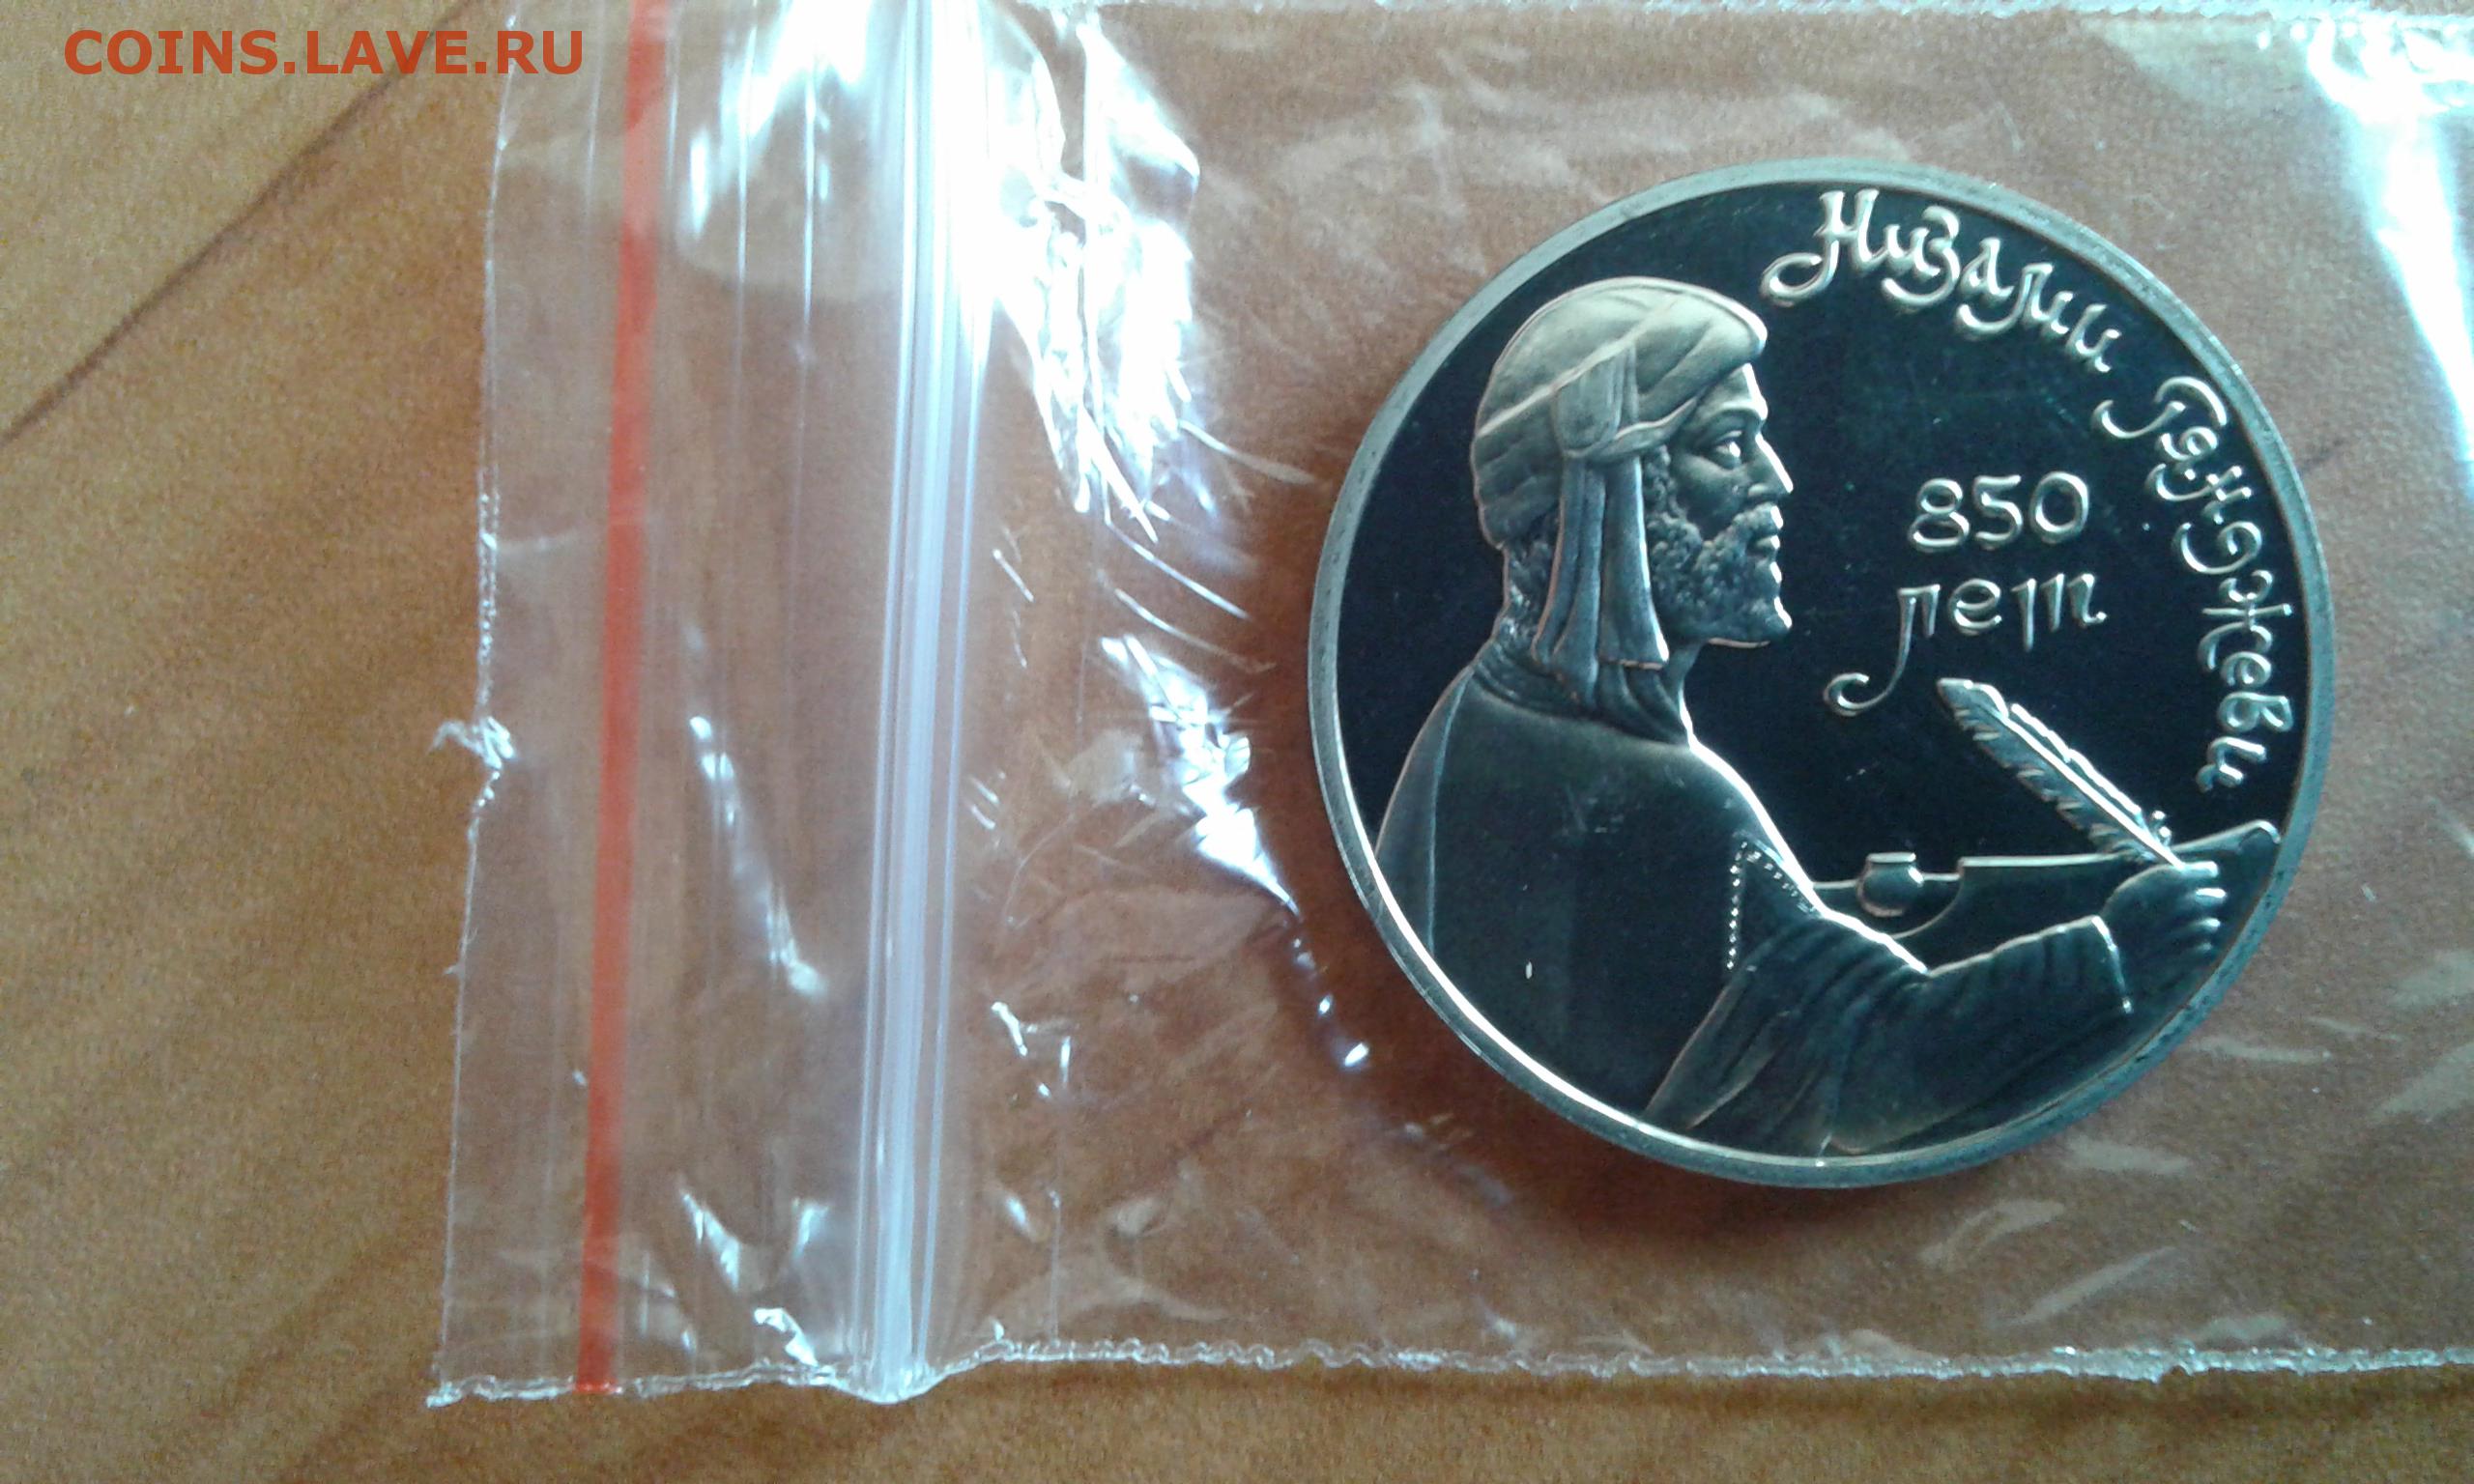 COINS.LAVE.RU
Низами Гянджеви
850
лет